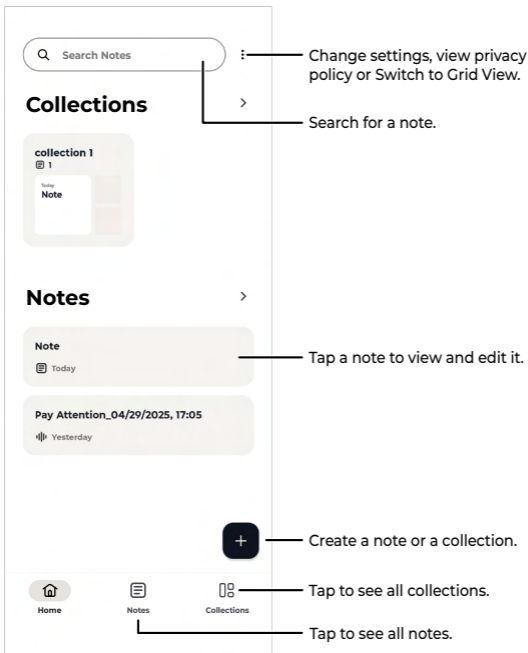 Search Notes
Change settings, view privacy
policy or Switch to Grid View.
Collections
Search for a note.
collection 1
1
Today
Note
Notes
Note
Today
Tap a note to view and edit it.
Pay Attention_04/29/2025, 17:05
Yesterday
+
Create a note or a collection.
Tap to see all collections.
Home
Notes
Collections
Tap to see all notes.